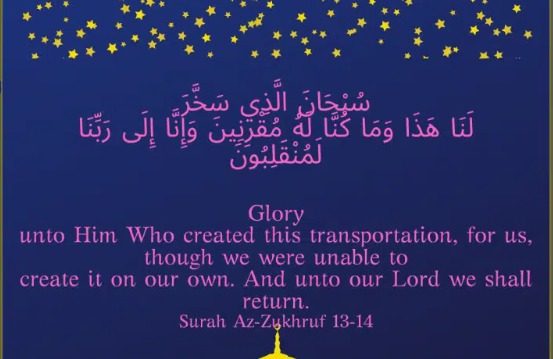 سُبْحَانَ الَّذِي سَخَّرَ
لَنَا هَذَا وَمَا كُنَّا لَهُ مُقْرِنِينَ وَإِنَّا إِلَى رَبِّنَا
لَمُنْقَلِبُونَ
Glory
unto Him Who created this transportation, for us,
though we were unable to
create it on our own. And unto our Lord we shall
return.
Surah Az-Zukhruf 13-14